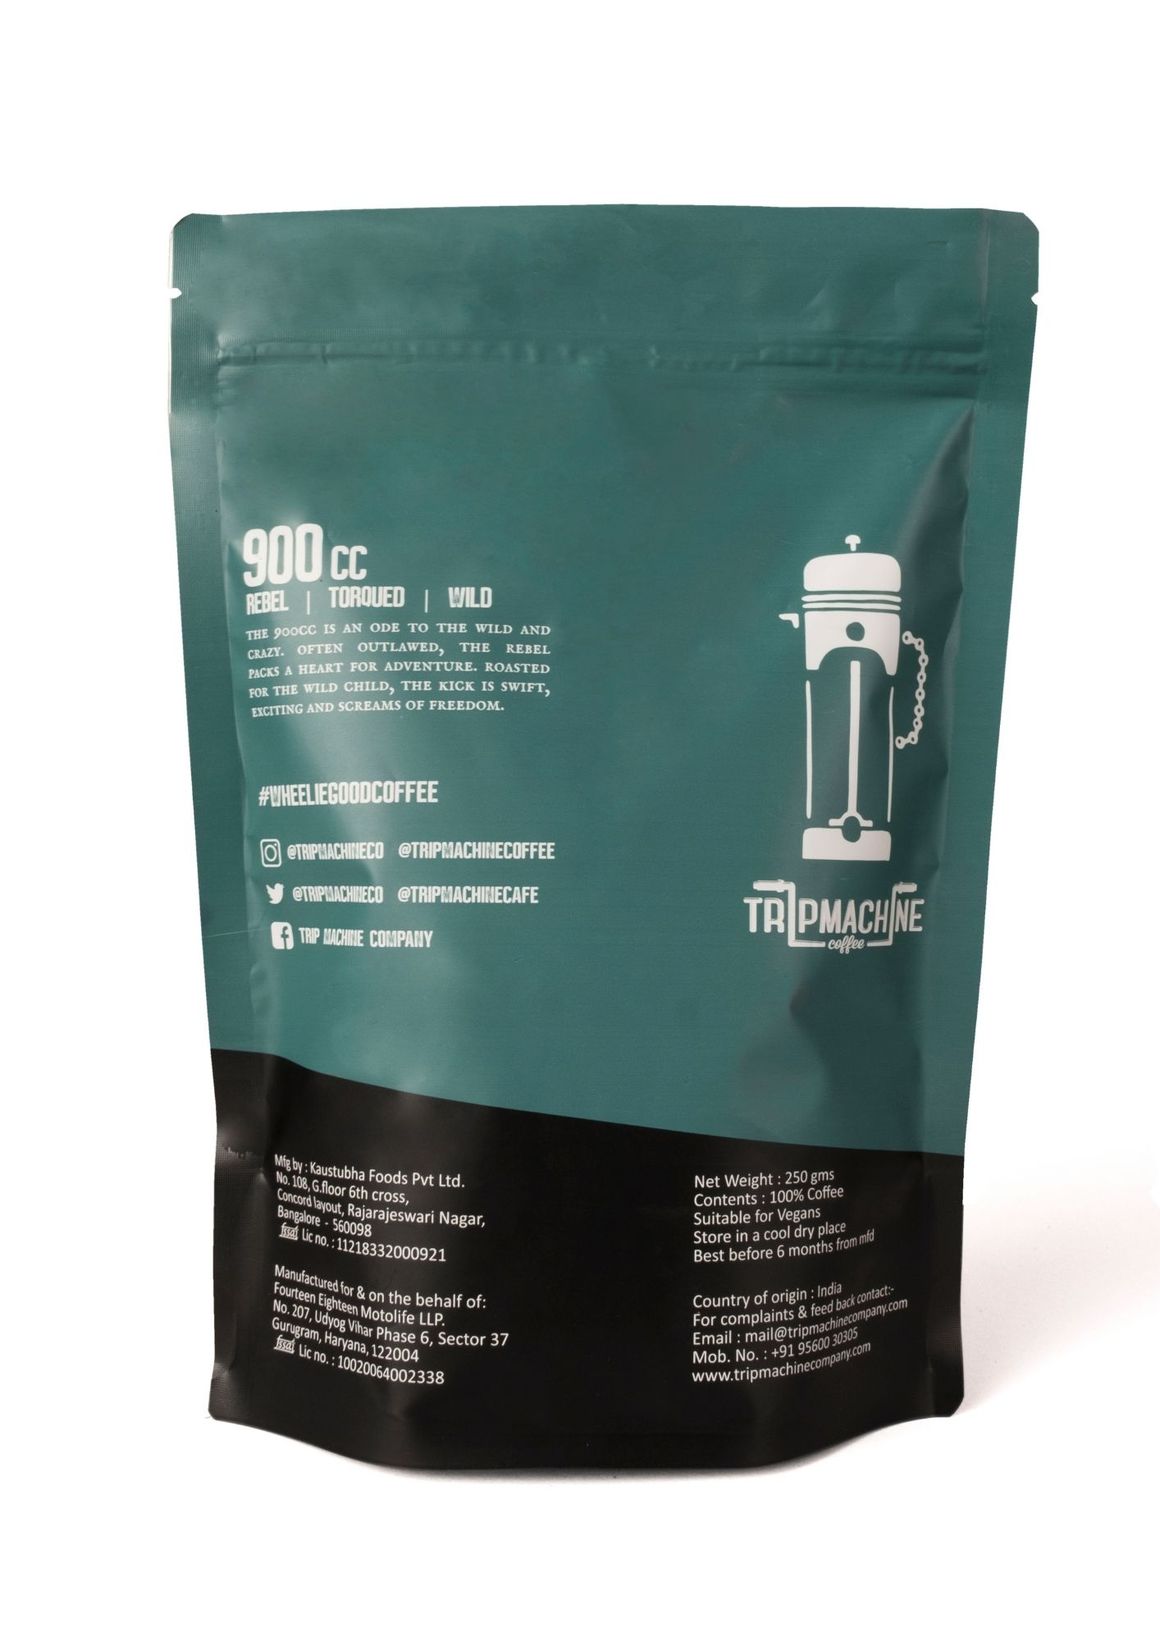 900 CC
REBEL | TORQUED | WILD
THE 900CC IS AN ODE TO THE WILD AND
CRAZY. OFTEN OUTLAWED, THE REBEL
PACKS A HEART FOR ADVENTURE. ROASTED
FOR THE WILD CHILD, THE KICK IS SWIFT,
EXCITING AND SCREAMS OF FREEDOM.
#WHEELIEGOODCOFFEE
@TRIPMACHINECO @TRIPMACHINECOFFEE
@TRIPMACHINECO @TRIPMACHINECAFE
TRIP MACHINE COMPANY
TRIPMACHINE
coffee
Mfg by : Kaustubha Foods Pvt Ltd.
No. 108, G.floor 6th cross,
Concord layout, Rajarajeswari Nagar,
Bangalore - 560098
fssai Lic no. : 11218332000921
Manufactured for & on the behalf of:
Fourteen Eighteen Motolife LLP.
No. 207, Udyog Vihar Phase 6, Sector 37
Gurugram, Haryana, 122004
fssai Lic no. : 10020064002338
Net Weight : 250 gms
Contents : 100% Coffee
Suitable for Vegans
Store in a cool dry place
Best before 6 months from mfd
Country of origin : India
For complaints & feed back contact:-
Email : mail@tripmachinecompany.com
Mob. No. : +91 95600 30305
www.tripmachinecompany.com